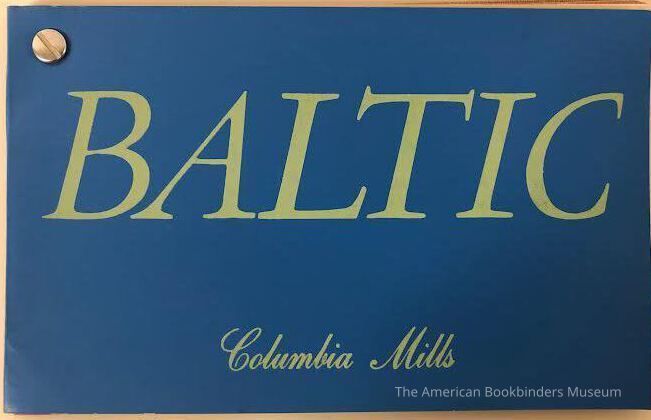 BALTIC
Columbia Mills
The American Bookbinders Museum